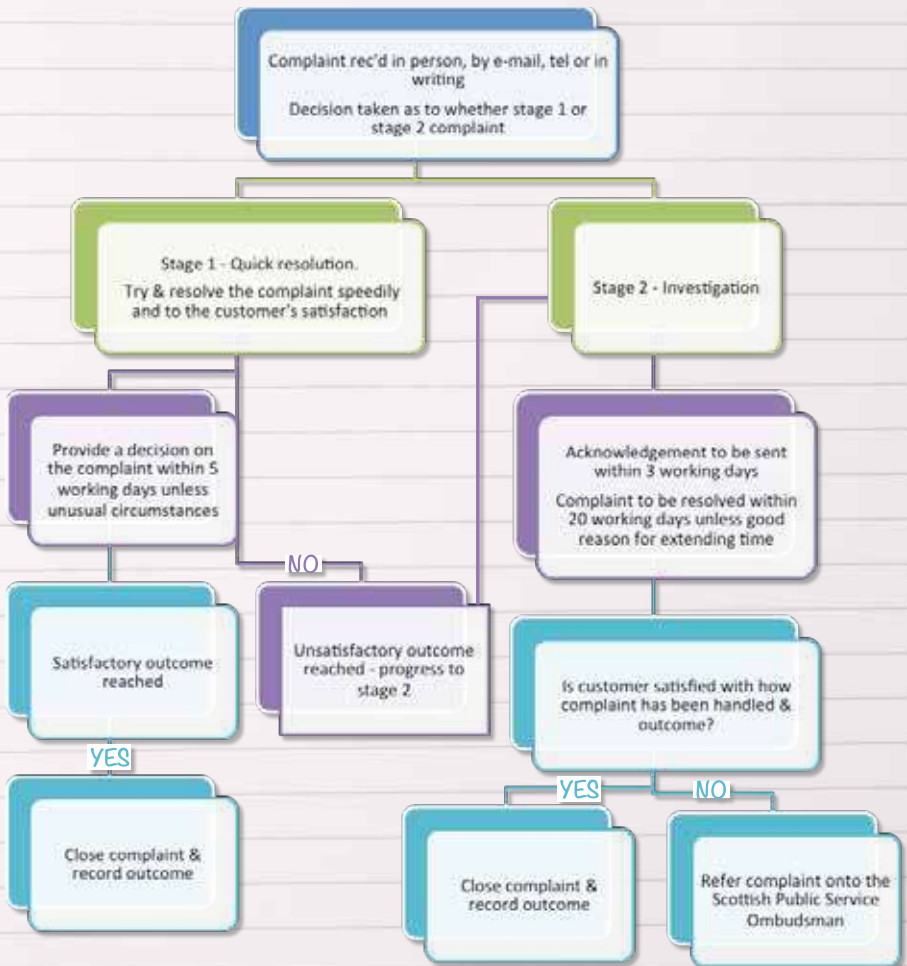 Complaint rec'd in person, by e-mail, tel or in
writing
Decision taken as to whether stage 1 or
stage 2 complaint
Stage 1 - Quick resolution.
Try & resolve the complaint speedily
and to the customer's satisfaction
Stage 2 - Investigation
Provide a decision on
the complaint within 5
working days unless
unusual circumstances
Acknowledgement to be sent
within 3 working days
Complaint to be resolved within
20 working days unless good
reason for extending time
NO
Satisfactory outcome
reached
Unsatisfactory outcome
reached - progress to
stage 2
Is customer satisfied with how
complaint has been handled &
outcome?
YES
YES
NO
Close complaint &
record outcome
Close complaint &
record outcome
Refer complaint onto the
Scottish Public Service
Ombudsman